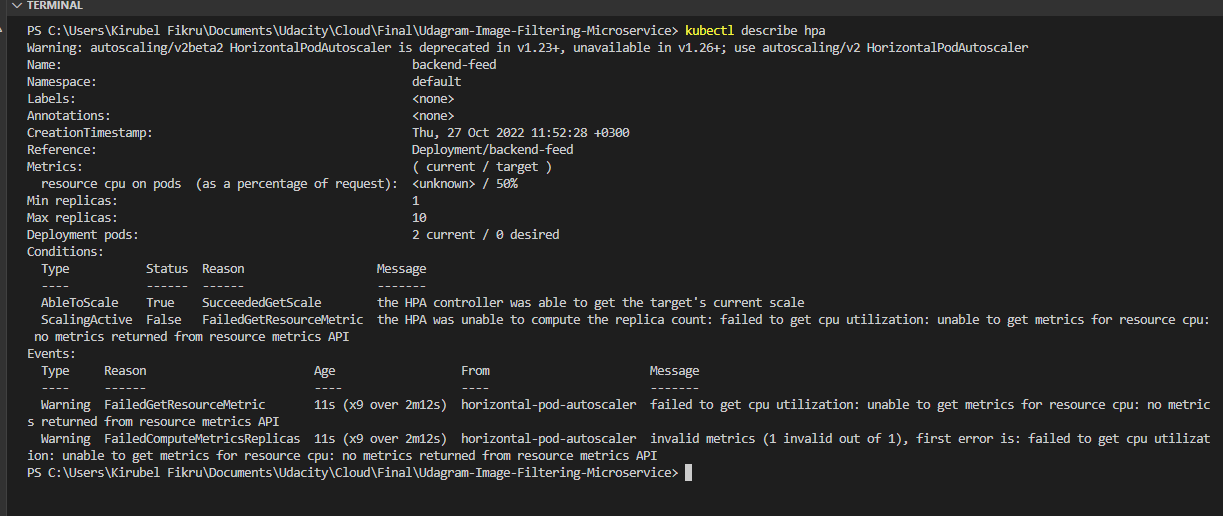 TERMINAL
PS C:\Users\Kirubel Fikru\Documents\Udacity\Cloud\Final\Udagram-Image-Filtering-Microservice> kubectl describe hpa
Warning: autoscaling/v2beta2 HorizontalPodAutoscaler is deprecated in v1.23+, unavailable in v1.26+; use autoscaling/v2 HorizontalPodAutoscaler
Name: backend-feed
Namespace: default
Labels: <none>
Annotations: <none>
CreationTimestamp: Thu, 27 Oct 2022 11:52:28 +0300
Reference: Deployment/backend-feed
Metrics: ( current / target )
resource cpu on pods (as a percentage of request): <unknown> / 50%
Min replicas: 1
Max replicas: 10
Deployment pods: 2 current / 0 desired
Conditions:
Type Status Reason Message
---- ------ ------ -------
AbleToScale True SucceededGetScale the HPA controller was able to get the target's current scale
ScalingActive False FailedGetResourceMetric the HPA was unable to compute the replica count: failed to get cpu utilization: unable to get metrics for resource cpu:
no metrics returned from resource metrics API
Events:
Type Reason Age From Message
---- ------ ---- ---- -------
Warning FailedGetResourceMetric 11s (x9 over 2m12s) horizontal-pod-autoscaler failed to get cpu utilization: unable to get metrics for resource cpu: no metric
s returned from resource metrics API
Warning FailedComputeMetricsReplicas 11s (x9 over 2m12s) horizontal-pod-autoscaler invalid metrics (1 invalid out of 1), first error is: failed to get cpu utilizat
ion: unable to get metrics for resource cpu: no metrics returned from resource metrics API
PS C:\Users\Kirubel Fikru\Documents\Udacity\Cloud\Final\Udagram-Image-Filtering-Microservice>